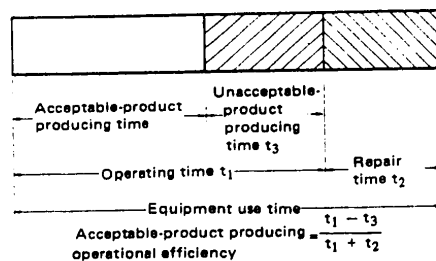 Acceptable-product
producing time
Unacceptable-
product
producing
time t₃
Operating time t₁
Repair
time t₂
Equipment use time
Acceptable-product producing
operational efficiency
= t₁ − t₃
t₁ + t₂